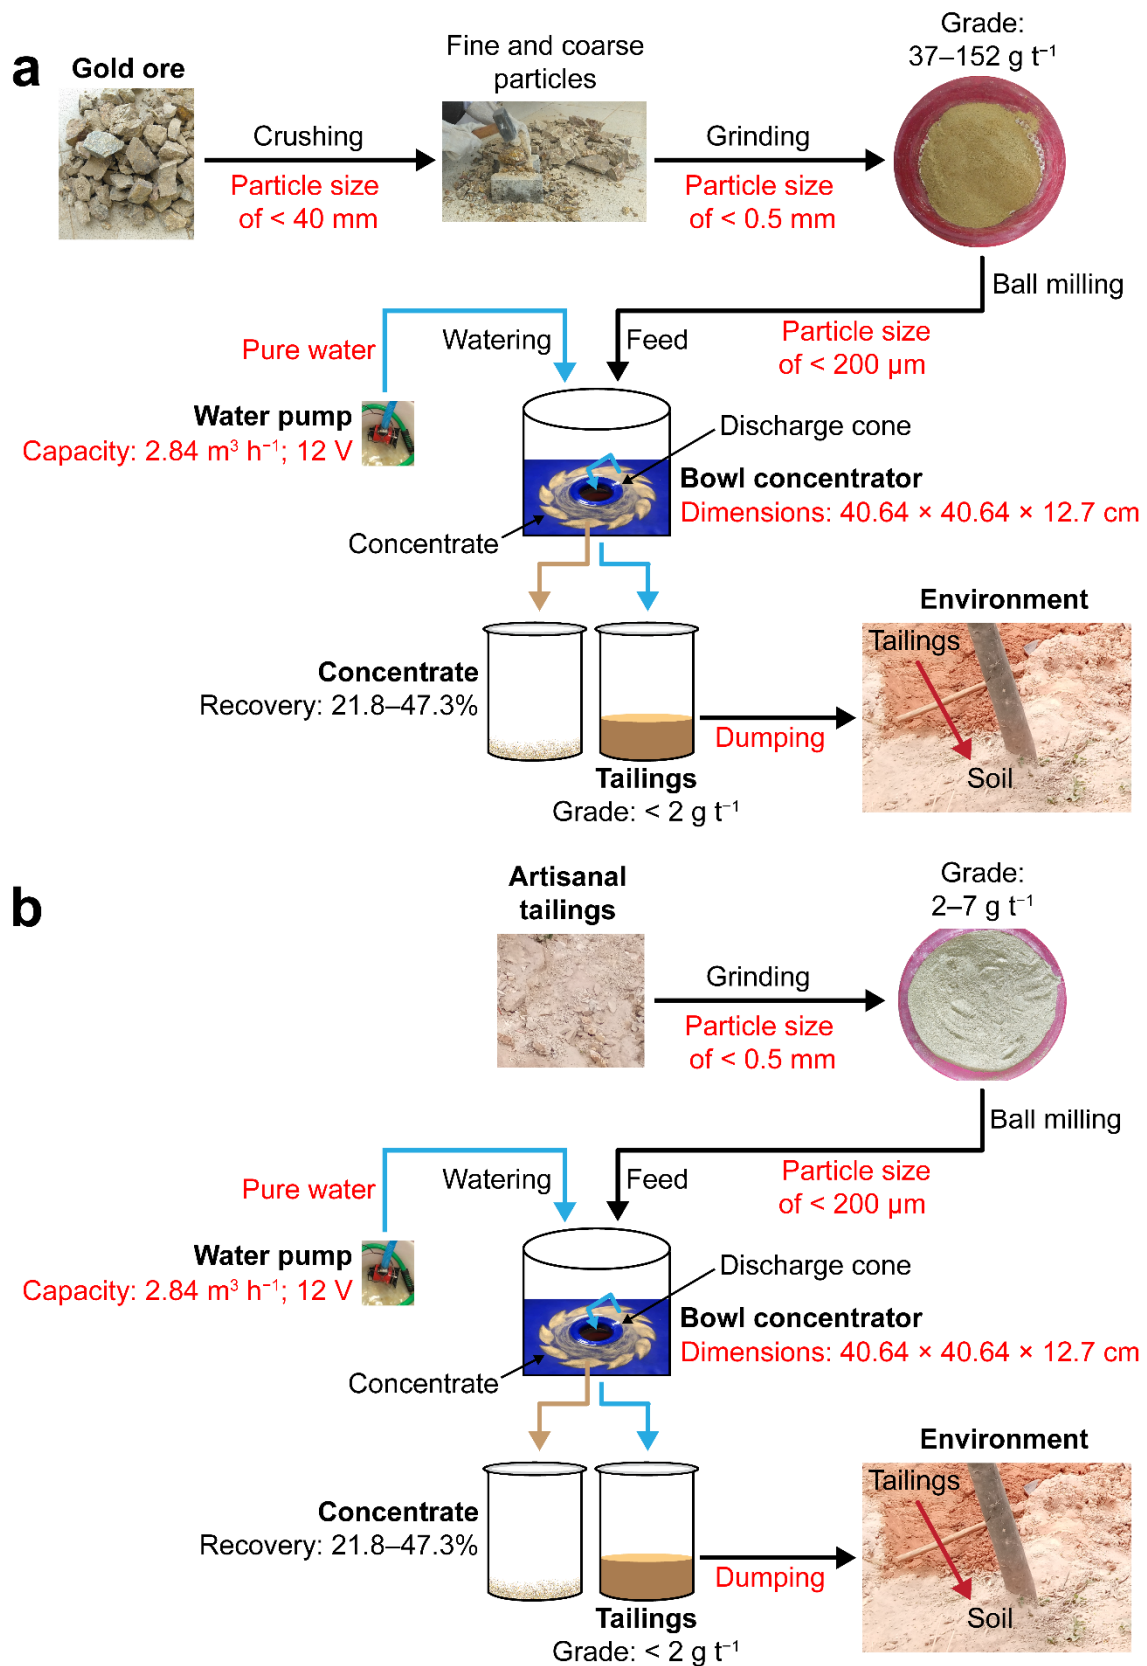 a
Gold ore
Crushing
Particle size
of < 40 mm
Fine and coarse
particles
Grinding
Particle size
of < 0.5 mm
Grade:
37–152 g t⁻¹
Ball milling
Particle size
of < 200 µm
Feed
Watering
Pure water
Water pump
Capacity: 2.84 m³ h⁻¹; 12 V
Discharge cone
Bowl concentrator
Dimensions: 40.64 × 40.64 × 12.7 cm
Concentrate
Concentrate
Recovery: 21.8–47.3%
Tailings
Grade: < 2 g t⁻¹
Dumping
Environment
Tailings
Soil
b
Artisanal
tailings
Grinding
Particle size
of < 0.5 mm
Grade:
2–7 g t⁻¹
Ball milling
Particle size
of < 200 µm
Feed
Watering
Pure water
Water pump
Capacity: 2.84 m³ h⁻¹; 12 V
Discharge cone
Bowl concentrator
Dimensions: 40.64 × 40.64 × 12.7 cm
Concentrate
Concentrate
Recovery: 21.8–47.3%
Tailings
Grade: < 2 g t⁻¹
Dumping
Environment
Tailings
Soil